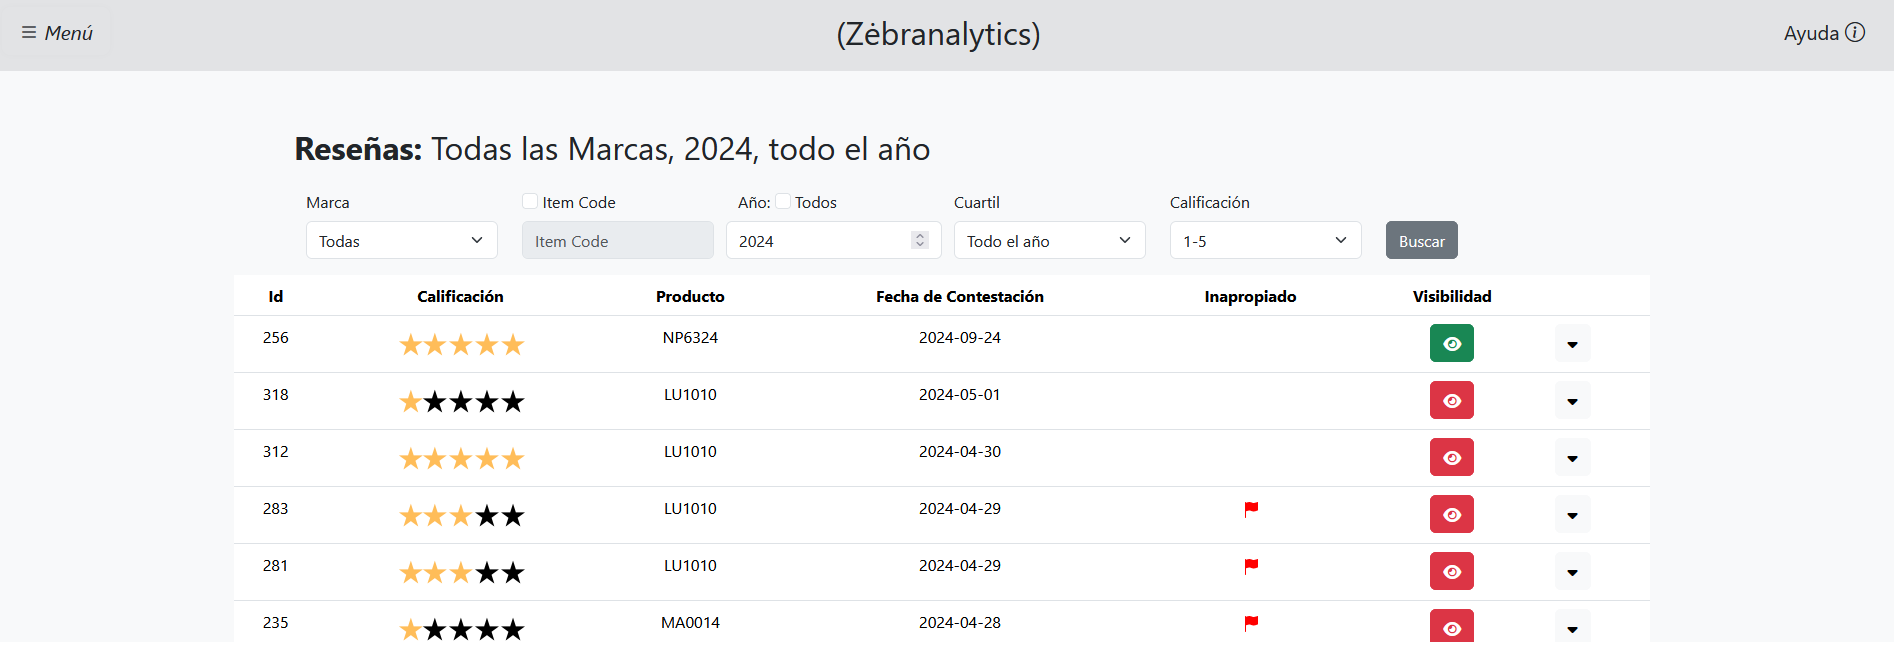 Menú
(Zėbranalytics)
Ayuda
Reseñas: Todas las Marcas, 2024, todo el año
Marca Item Code Año: Todos Cuartil Calificación
Todas Item Code 2024 Todo el año 1-5 Buscar
Id Calificación Producto Fecha de Contestación Inapropiado Visibilidad
256 NP6324 2024-09-24
318 LU1010 2024-05-01
312 LU1010 2024-04-30
283 LU1010 2024-04-29
281 LU1010 2024-04-29
235 MA0014 2024-04-28